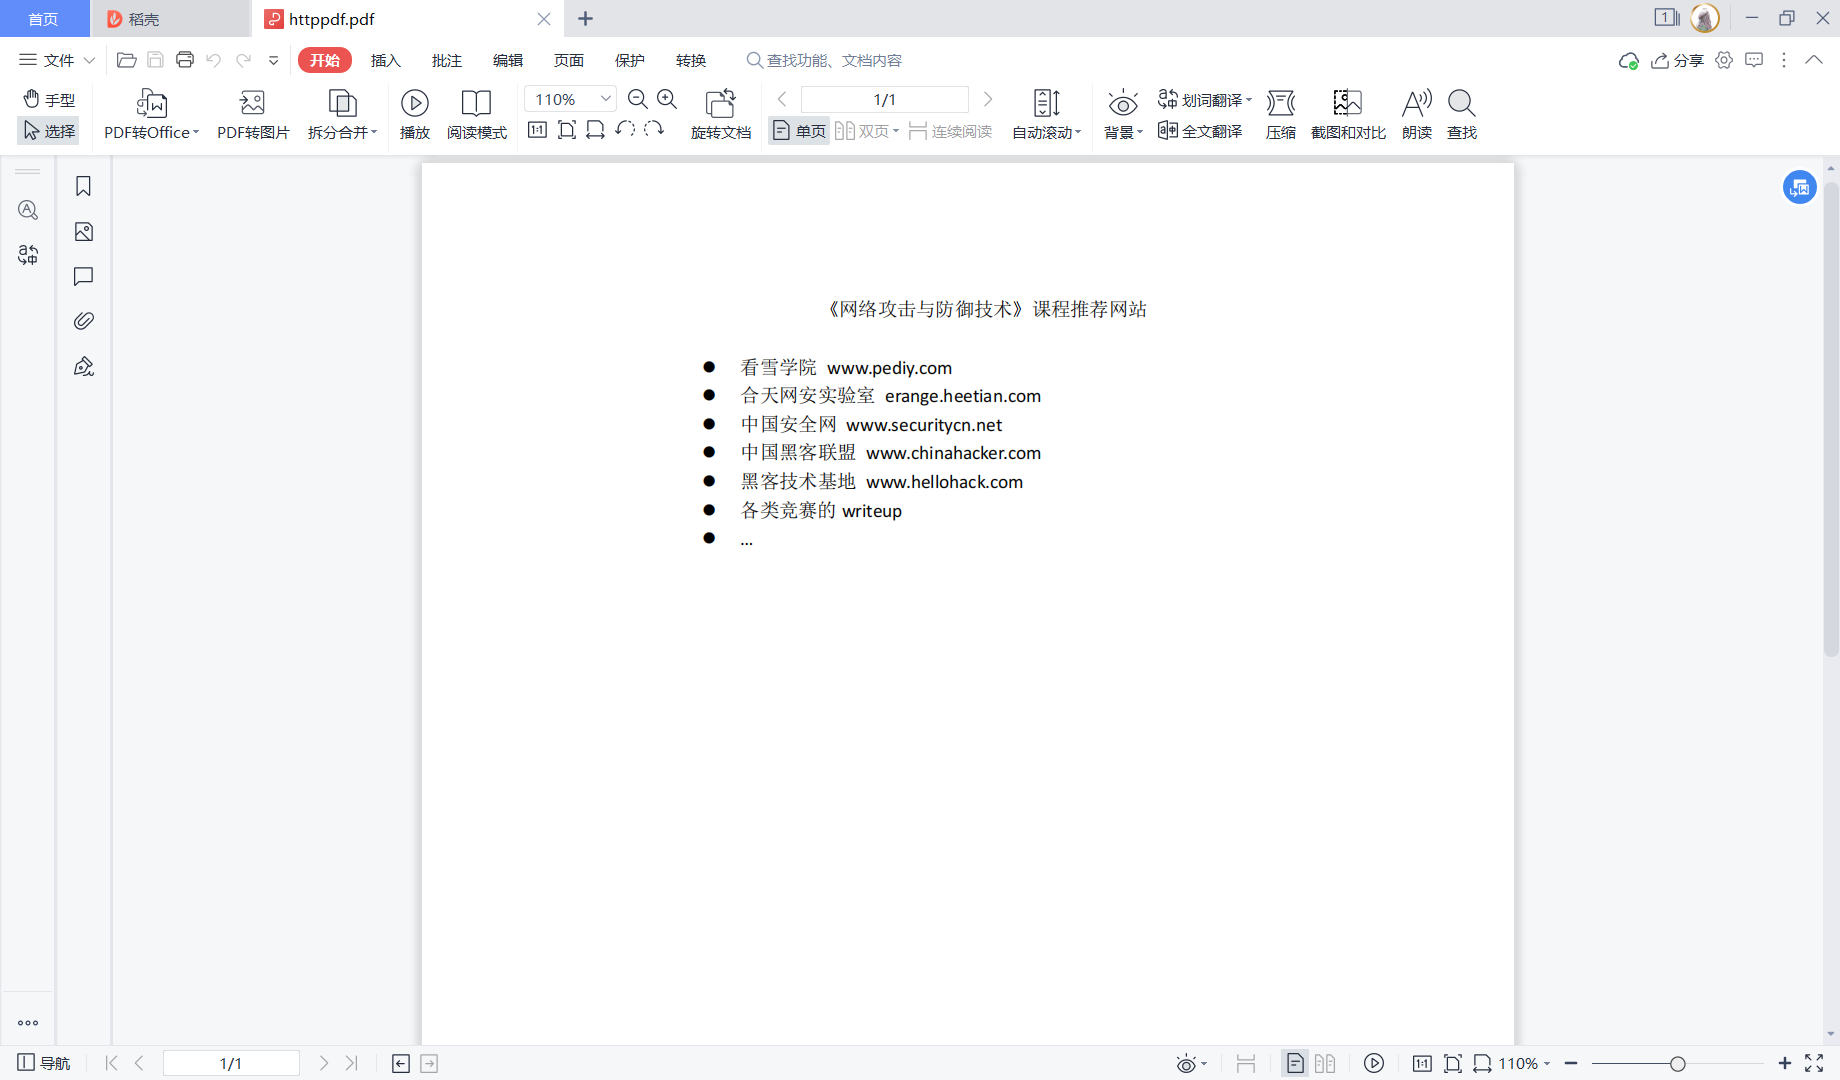 首页 稻壳 httppdf.pdf 1
文件 开始 插入 批注 编辑 页面 保护 转换 查找功能、文档内容 分享
手型 110% 1/1 划词翻译
选择 PDF转Office PDF转图片 拆分合并 播放 阅读模式 1:1 旋转文档 单页 双页 连续阅读 自动滚动 背景 全文翻译 压缩 截图和对比 朗读 查找
《网络攻击与防御技术》课程推荐网站
● 看雪学院 www.pediy.com
● 合天网安实验室 erange.heetian.com
● 中国安全网 www.securitycn.net
● 中国黑客联盟 www.chinahacker.com
● 黑客技术基地 www.hellohack.com
● 各类竞赛的 writeup
● ...
导航 1/1 1:1 110%